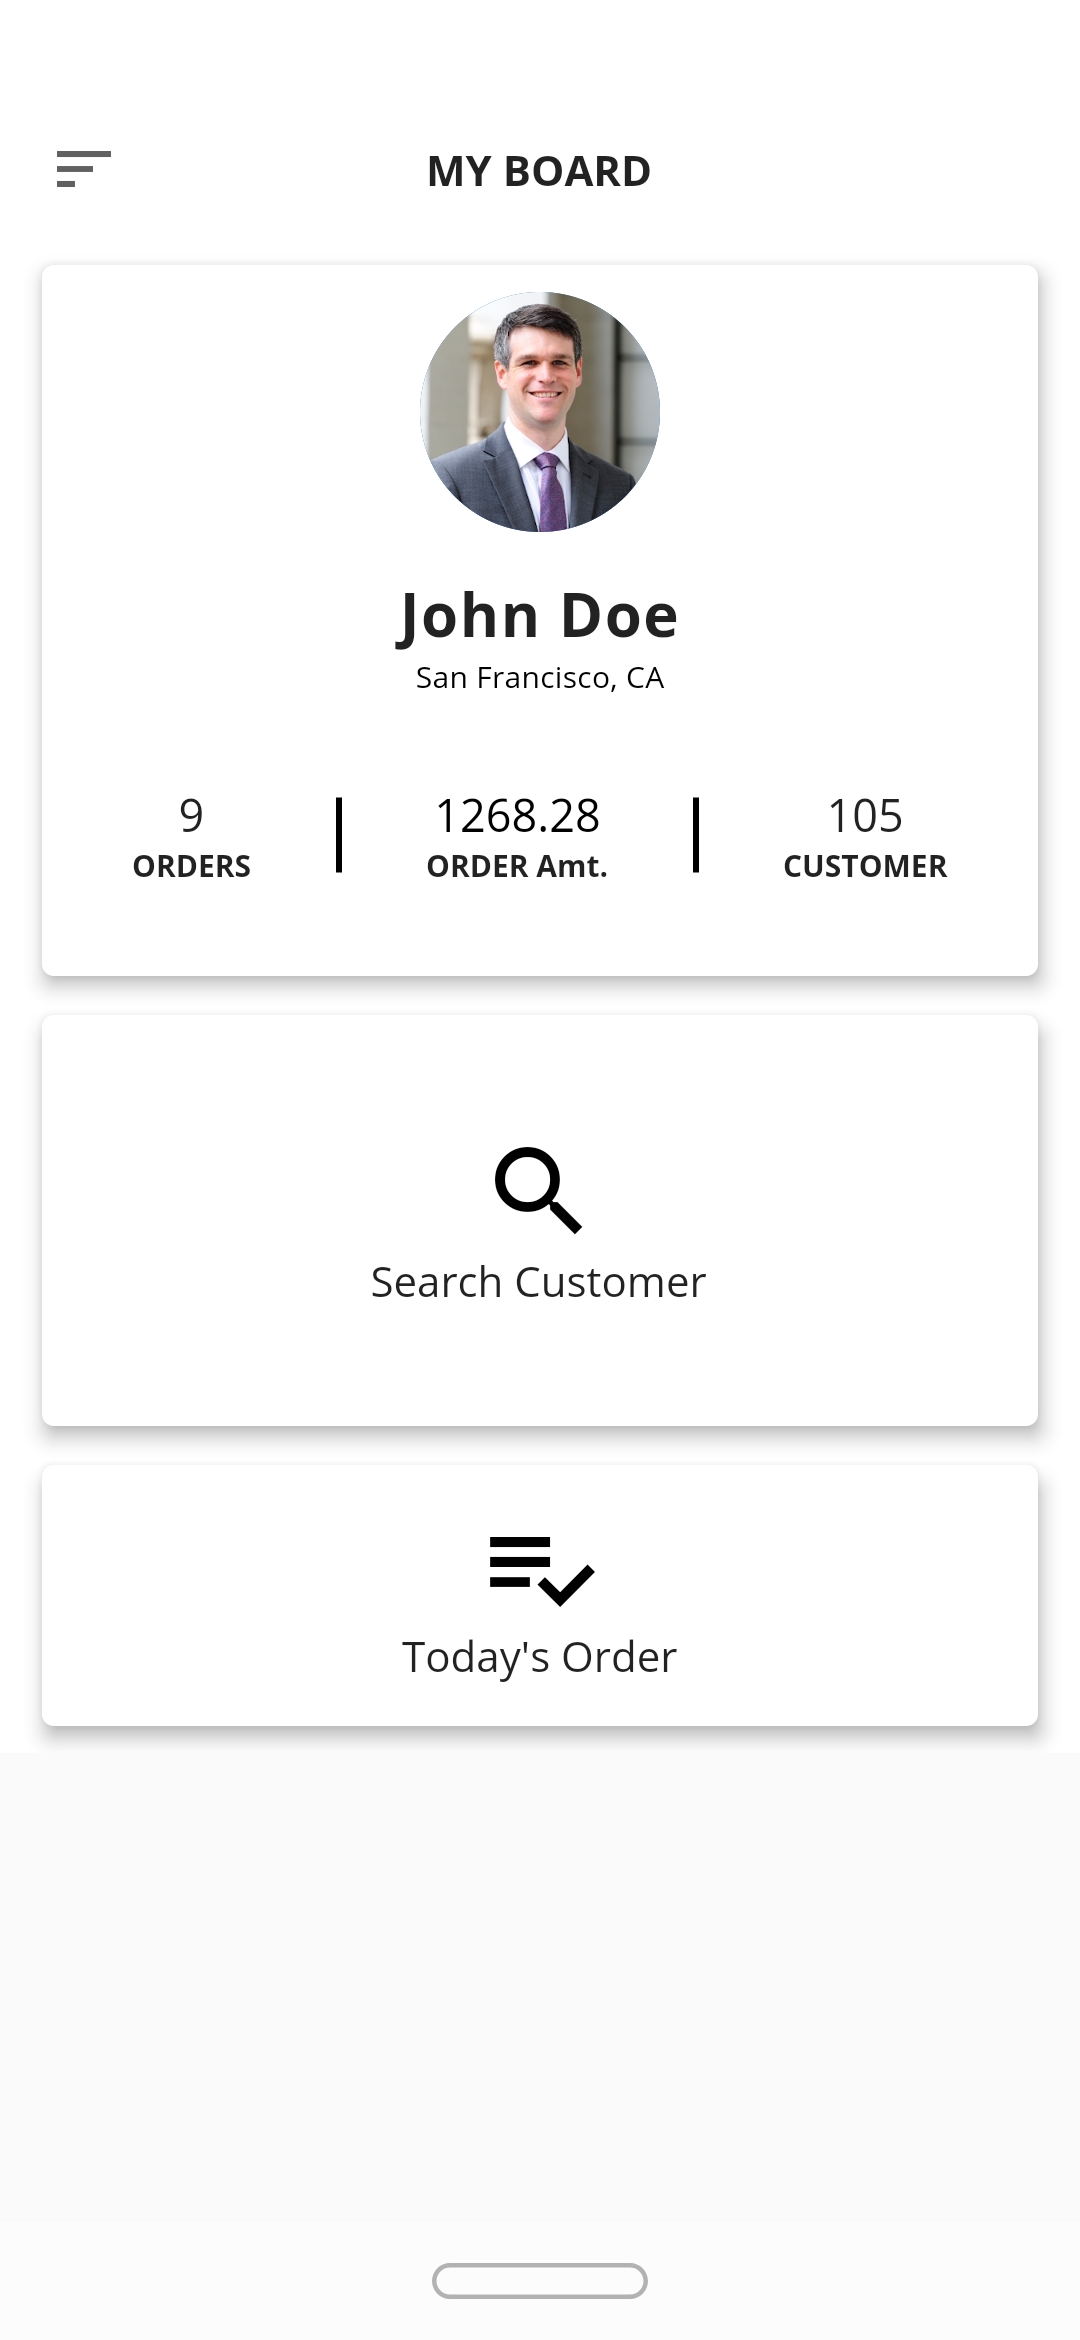 MY BOARD
John Doe
San Francisco, CA
9 1268.28 105
ORDERS ORDER Amt. CUSTOMER
Search Customer
Today's Order